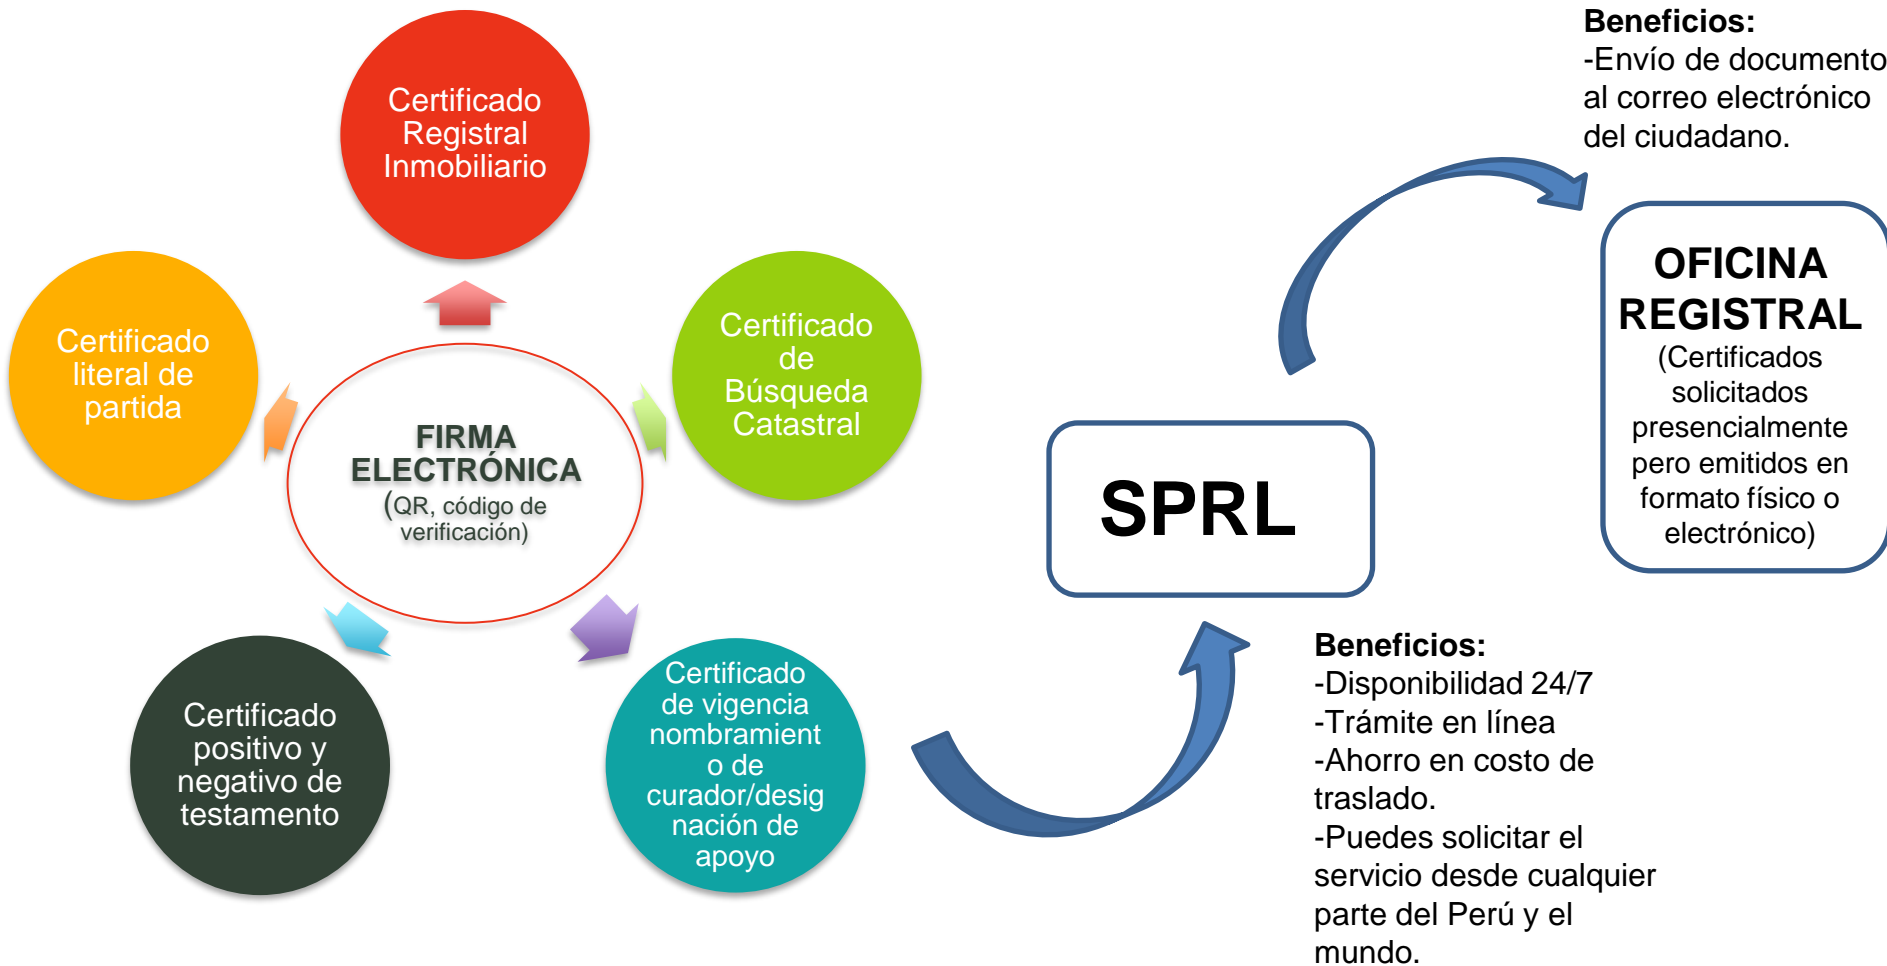 Certificado
Registral
Inmobiliario
Certificado
literal de
partida
Certificado
de
Búsqueda
Catastral
FIRMA
ELECTRÓNICA
(QR, código de
verificación)
Certificado
positivo y
negativo de
testamento
Certificado
de vigencia
nombramient
o de
curador/desig
nación de
apoyo
SPRL
Beneficios:
-Disponibilidad 24/7
-Trámite en línea
-Ahorro en costo de
traslado.
-Puedes solicitar el
servicio desde cualquier
parte del Perú y el
mundo.
Beneficios:
-Envío de documento
al correo electrónico
del ciudadano.
OFICINA
REGISTRAL
(Certificados
solicitados
presencialmente
pero emitidos en
formato físico o
electrónico)